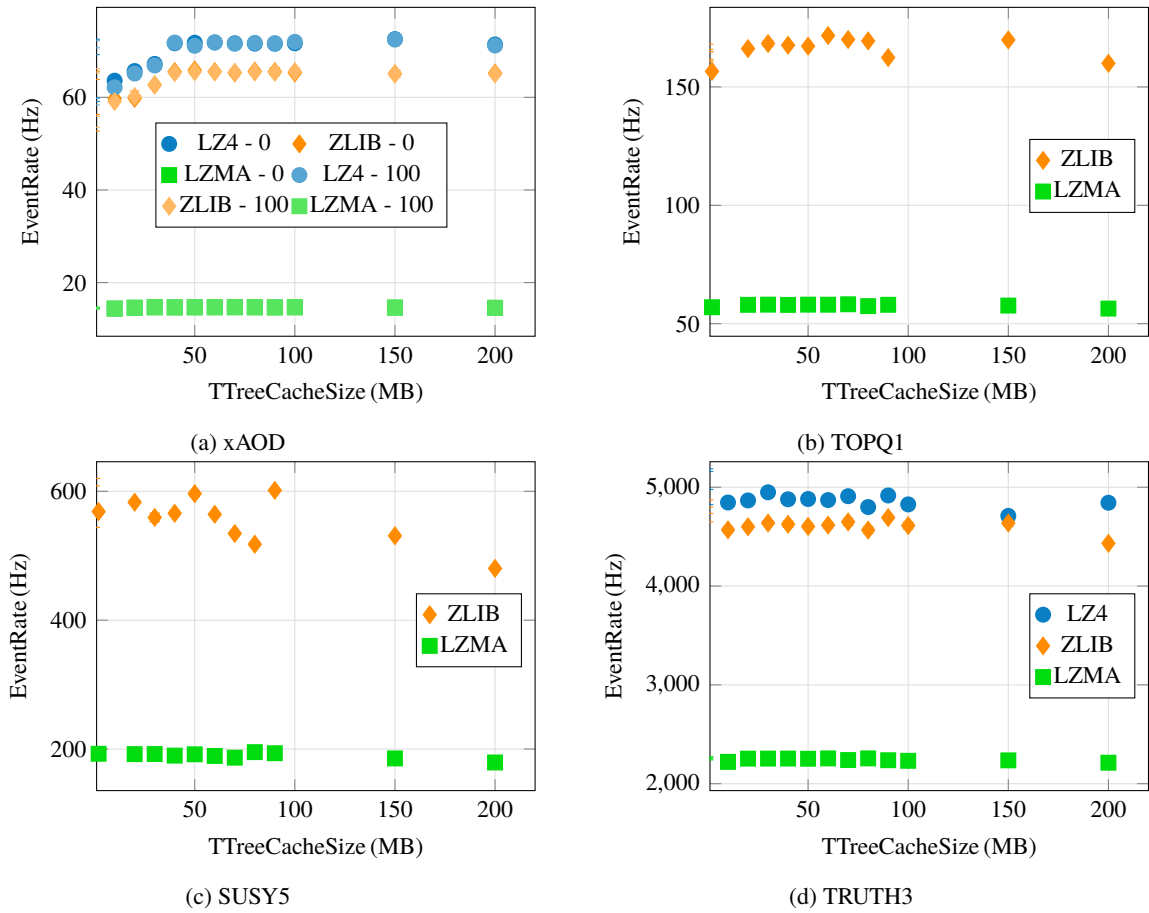 60
40
20
50
100
150
200
EventRate (Hz)
TTreeCacheSize (MB)
LZ4 - 0
ZLIB - 0
LZMA - 0
LZ4 - 100
ZLIB - 100
LZMA - 100
(a) xAOD
150
100
50
50
100
150
200
EventRate (Hz)
TTreeCacheSize (MB)
ZLIB
LZMA
(b) TOPQ1
600
400
200
50
100
150
200
EventRate (Hz)
TTreeCacheSize (MB)
ZLIB
LZMA
(c) SUSY5
5,000
4,000
3,000
2,000
50
100
150
200
EventRate (Hz)
TTreeCacheSize (MB)
LZ4
ZLIB
LZMA
(d) TRUTH3